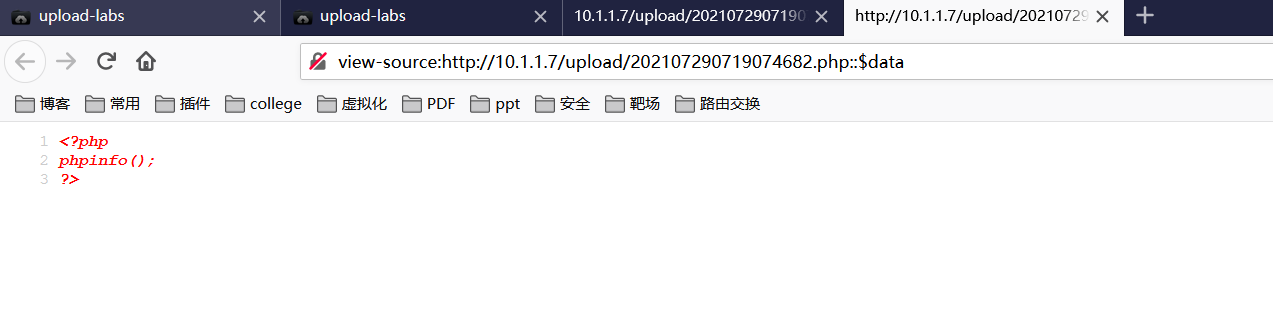 upload-labs
upload-labs
10.1.1.7/upload/2021072907190
http://10.1.1.7/upload/20210729
view-source:http://10.1.1.7/upload/202107290719074682.php::$data
博客 常用 插件 college 虚拟化 PDF ppt 安全 靶场 路由交换
1 <?php
2 phpinfo();
3 ?>